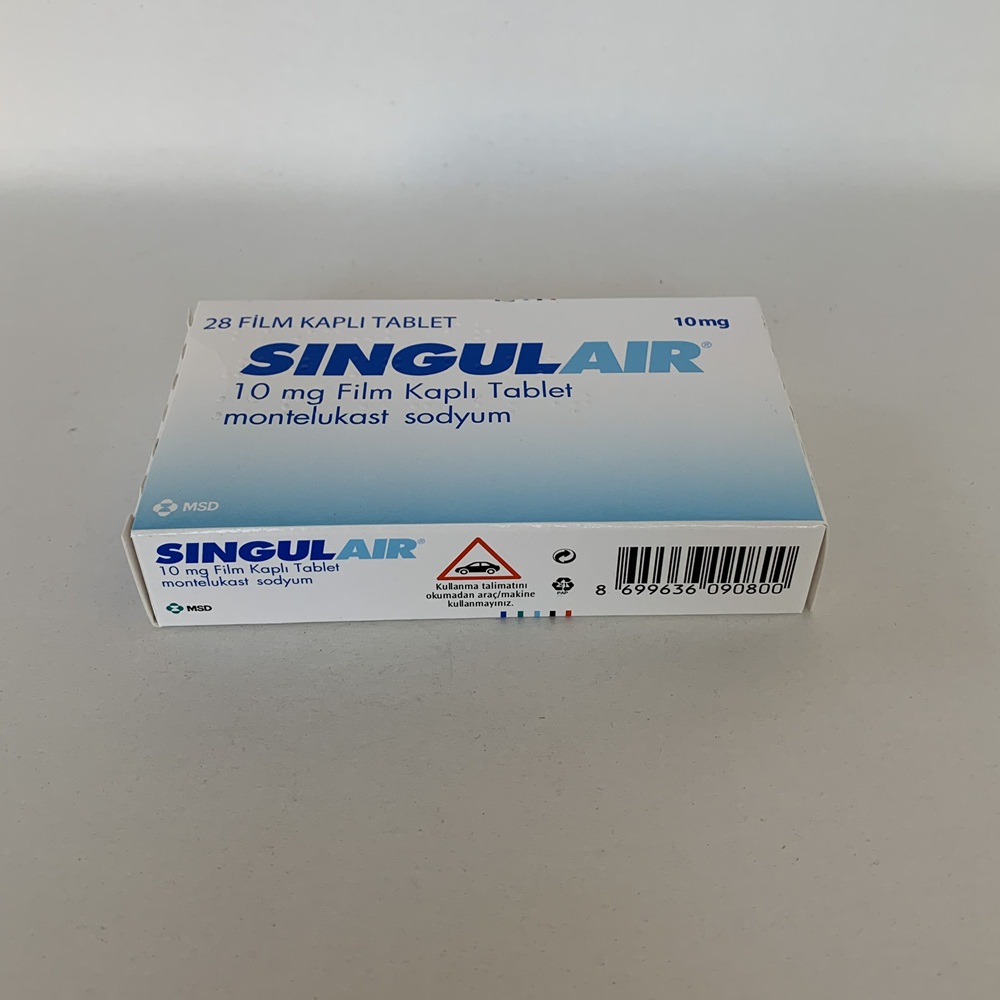 28 FİLM KAPLI TABLET 10mg
SINGULAIR®
10 mg Film Kaplı Tablet
montelukast sodyum
MSD
SINGULAIR®
10 mg Film Kaplı Tablet
montelukast sodyum
MSD
Kullanma talimatını
okumadan araç/makine
kullanmayınız.
PAP
8 699636 090800